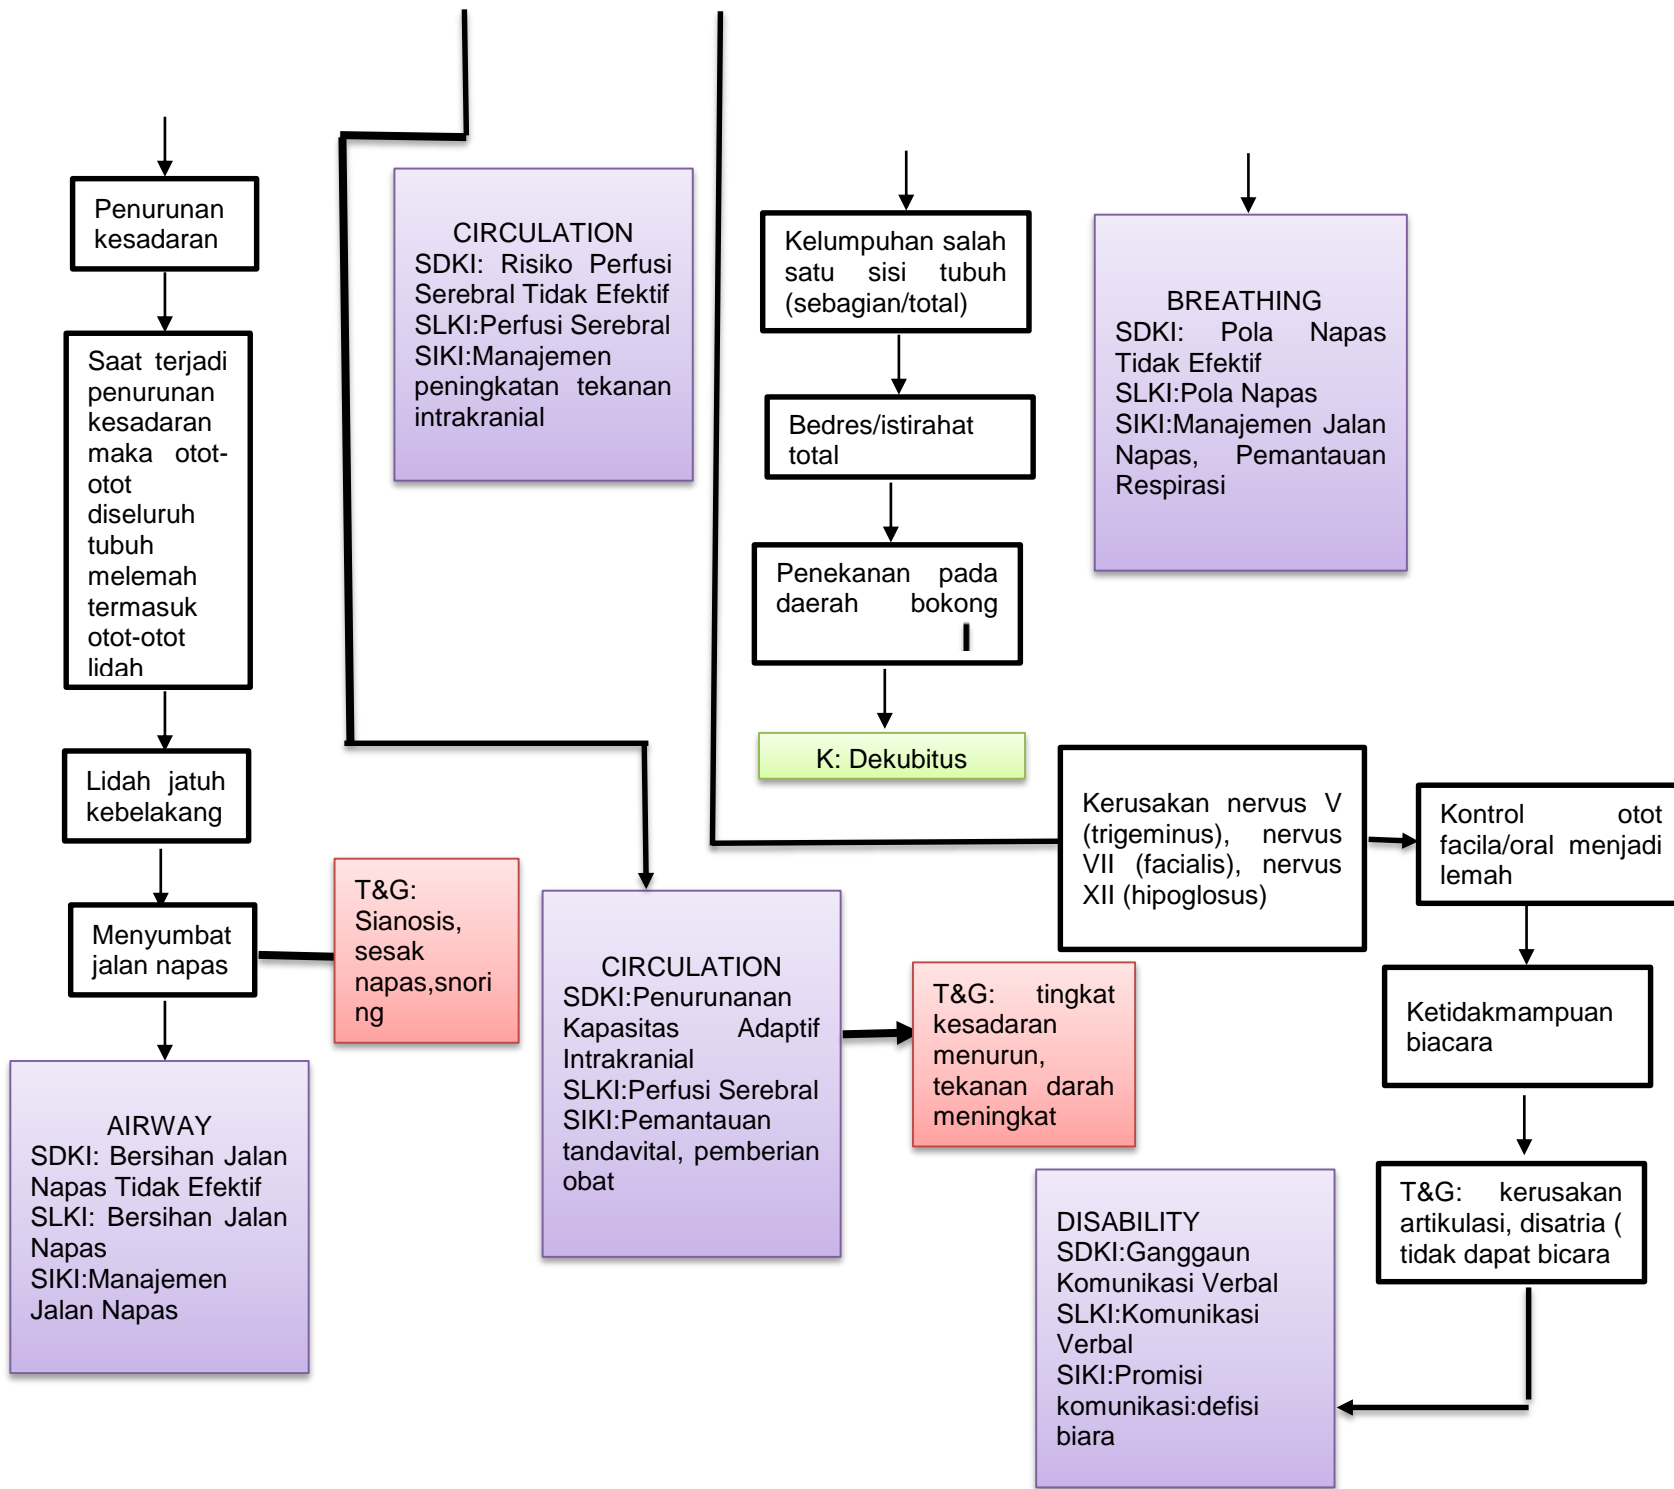 Penurunan
kesadaran
Saat terjadi
penurunan
kesadaran
maka otot-
otot
diseluruh
tubuh
melemah
termasuk
otot-otot
lidah
Lidah jatuh
kebelakang
Menyumbat
jalan napas
T&G:
Sianosis,
sesak
napas,snori
ng
AIRWAY
SDKI: Bersihan Jalan
Napas Tidak Efektif
SLKI: Bersihan Jalan
Napas
SIKI:Manajemen
Jalan Napas
CIRCULATION
SDKI: Risiko Perfusi
Serebral Tidak Efektif
SLKI:Perfusi Serebral
SIKI:Manajemen
peningkatan tekanan
intrakranial
CIRCULATION
SDKI:Penurunanan
Kapasitas Adaptif
Intrakranial
SLKI:Perfusi Serebral
SIKI:Pemantauan
tandavital, pemberian
obat
T&G: tingkat
kesadaran
menurun,
tekanan darah
meningkat
Kelumpuhan salah
satu sisi tubuh
(sebagian/total)
Bedres/istirahat
total
Penekanan pada
daerah bokong
K: Dekubitus
BREATHING
SDKI: Pola Napas
Tidak Efektif
SLKI:Pola Napas
SIKI:Manajemen Jalan
Napas, Pemantauan
Respirasi
Kerusakan nervus V
(trigeminus), nervus
VII (facialis), nervus
XII (hipoglosus)
Kontrol otot
facila/oral menjadi
lemah
Ketidakmampuan
biacara
T&G: kerusakan
artikulasi, disatria (
tidak dapat bicara
DISABILITY
SDKI:Ganggaun
Komunikasi Verbal
SLKI:Komunikasi
Verbal
SIKI:Promisi
komunikasi:defisi
biara